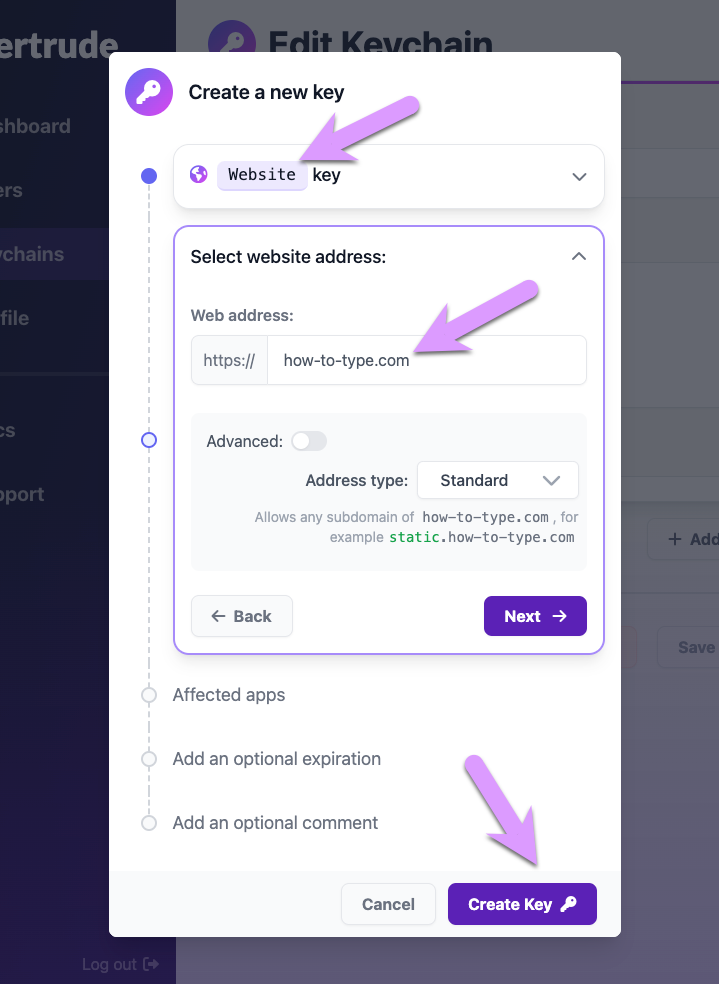 ertrude
Edit Keychain
shboard
ers
ychains
file
cs
pport
Log out
Create a new key
Website key
Select website address:
Web address:
https:// how-to-type.com
Advanced:
Address type: Standard
Allows any subdomain of how-to-type.com , for
example static.how-to-type.com
← Back
Next →
Affected apps
Add an optional expiration
Add an optional comment
Cancel
Create Key
+ Add
Save